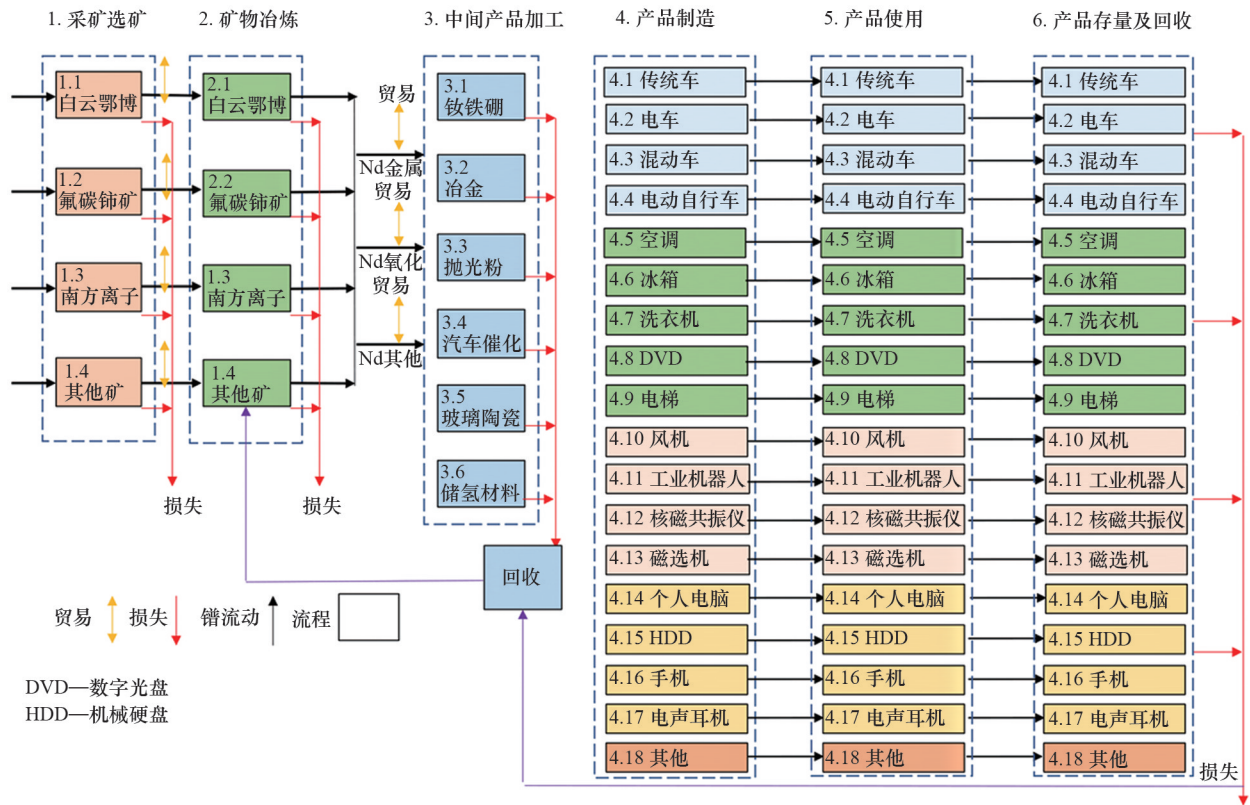 1. 采矿选矿
2. 矿物冶炼
3. 中间产品加工
4. 产品制造
5. 产品使用
6. 产品存量及回收
1.1
白云鄂博
1.2
氟碳铈矿
1.3
南方离子
1.4
其他矿
损失
2.1
白云鄂博
2.2
氟碳铈矿
1.3
南方离子
1.4
其他矿
损失
贸易
Nd金属
贸易
Nd氧化
贸易
Nd其他
3.1
钕铁硼
3.2
冶金
3.3
抛光粉
3.4
汽车催化
3.5
玻璃陶瓷
3.6
储氢材料
回收
4.1 传统车
4.2 电车
4.3 混动车
4.4 电动自行车
4.5 空调
4.6 冰箱
4.7 洗衣机
4.8 DVD
4.9 电梯
4.10 风机
4.11 工业机器人
4.12 核磁共振仪
4.13 磁选机
4.14 个人电脑
4.15 HDD
4.16 手机
4.17 电声耳机
4.18 其他
4.1 传统车
4.2 电车
4.3 混动车
4.4 电动自行车
4.5 空调
4.6 冰箱
4.7 洗衣机
4.8 DVD
4.9 电梯
4.10 风机
4.11 工业机器人
4.12 核磁共振仪
4.13 磁选机
4.14 个人电脑
4.15 HDD
4.16 手机
4.17 电声耳机
4.18 其他
4.1 传统车
4.2 电车
4.3 混动车
4.4 电动自行车
4.5 空调
4.6 冰箱
4.7 洗衣机
4.8 DVD
4.9 电梯
4.10 风机
4.11 工业机器人
4.12 核磁共振仪
4.13 磁选机
4.14 个人电脑
4.15 HDD
4.16 手机
4.17 电声耳机
4.18 其他
损失
贸易 损失 镨流动 流程
DVD—数字光盘
HDD—机械硬盘